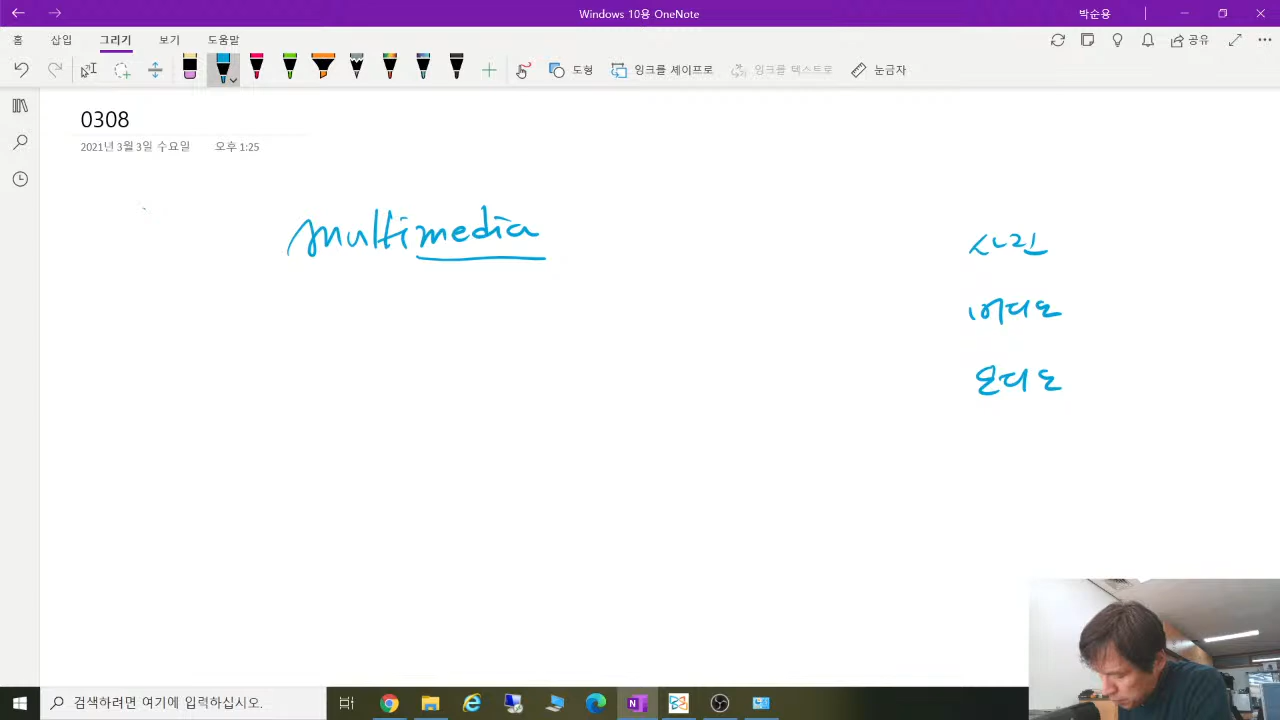 Windows 10용 OneNote
박순용
홈 삽입 그리기 보기 도움말
공유
도형 잉크를 셰이프로 잉크를 텍스트로 눈금자
0308
2021년 3월 3일 수요일 오후 1:25
multimedia
사진
비디오
오디오
검색하려면 여기에 입력하십시오.